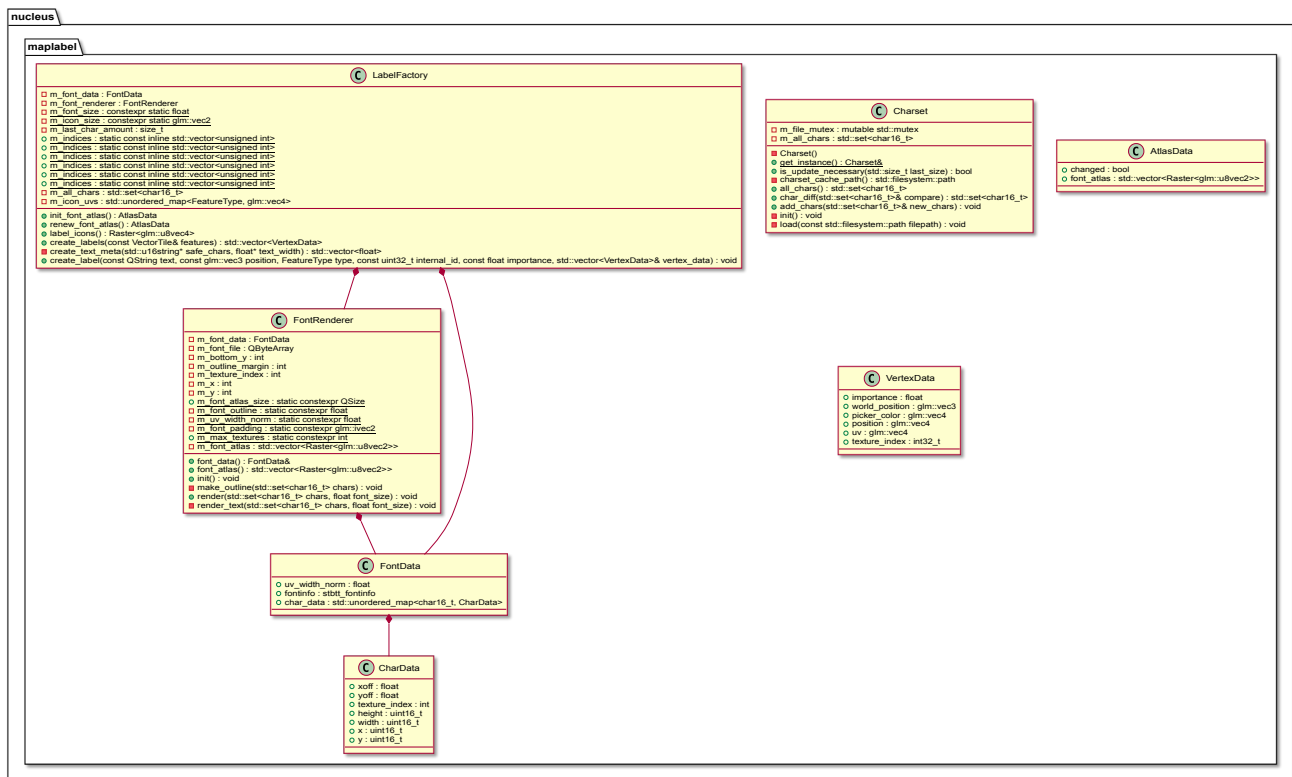 nucleus
maplabel
C LabelFactory
m_font_data : FontData
m_font_renderer : FontRenderer
m_font_size : constexpr static float
m_icon_size : constexpr static glm::vec2
m_last_char_amount : size_t
m_indices : static const inline std::vector<unsigned int>
m_indices : static const inline std::vector<unsigned int>
m_indices : static const inline std::vector<unsigned int>
m_indices : static const inline std::vector<unsigned int>
m_indices : static const inline std::vector<unsigned int>
m_indices : static const inline std::vector<unsigned int>
m_all_chars : std::set<char16_t>
m_icon_uvs : std::unordered_map<FeatureType, glm::vec4>
init_font_atlas() : AtlasData
renew_font_atlas() : AtlasData
label_icons() : Raster<glm::u8vec4>
create_labels(const VectorTile& features) : std::vector<VertexData>
create_text_meta(std::u16string* safe_chars, float* text_width) : std::vector<float>
create_label(const QString text, const glm::vec3 position, FeatureType type, const uint32_t internal_id, const float importance, std::vector<VertexData>& vertex_data) : void
C Charset
m_file_mutex : mutable std::mutex
m_all_chars : std::set<char16_t>
Charset()
get_instance() : Charset&
is_update_necessary(std::size_t last_size) : bool
charset_cache_path() : std::filesystem::path
all_chars() : std::set<char16_t>
char_diff(std::set<char16_t>& compare) : std::set<char16_t>
add_chars(std::set<char16_t>& new_chars) : void
init() : void
load(const std::filesystem::path filepath) : void
C AtlasData
changed : bool
font_atlas : std::vector<Raster<glm::u8vec2>>
C FontRenderer
m_font_data : FontData
m_font_file : QByteArray
m_bottom_y : int
m_outline_margin : int
m_texture_index : int
m_x : int
m_y : int
m_font_atlas_size : static constexpr QSize
m_font_outline : static constexpr float
m_uv_width_norm : static constexpr float
m_font_padding : static constexpr glm::ivec2
m_max_textures : static constexpr int
m_font_atlas : std::vector<Raster<glm::u8vec2>>
font_data() : FontData&
font_atlas() : std::vector<Raster<glm::u8vec2>>
init() : void
make_outline(std::set<char16_t> chars) : void
render(std::set<char16_t> chars, float font_size) : void
render_text(std::set<char16_t> chars, float font_size) : void
C VertexData
importance : float
world_position : glm::vec3
picker_color : glm::vec4
position : glm::vec4
uv : glm::vec4
texture_index : int32_t
C FontData
uv_width_norm : float
fontinfo : stbtt_fontinfo
char_data : std::unordered_map<char16_t, CharData>
C CharData
xoff : float
yoff : float
texture_index : int
height : uint16_t
width : uint16_t
x : uint16_t
y : uint16_t